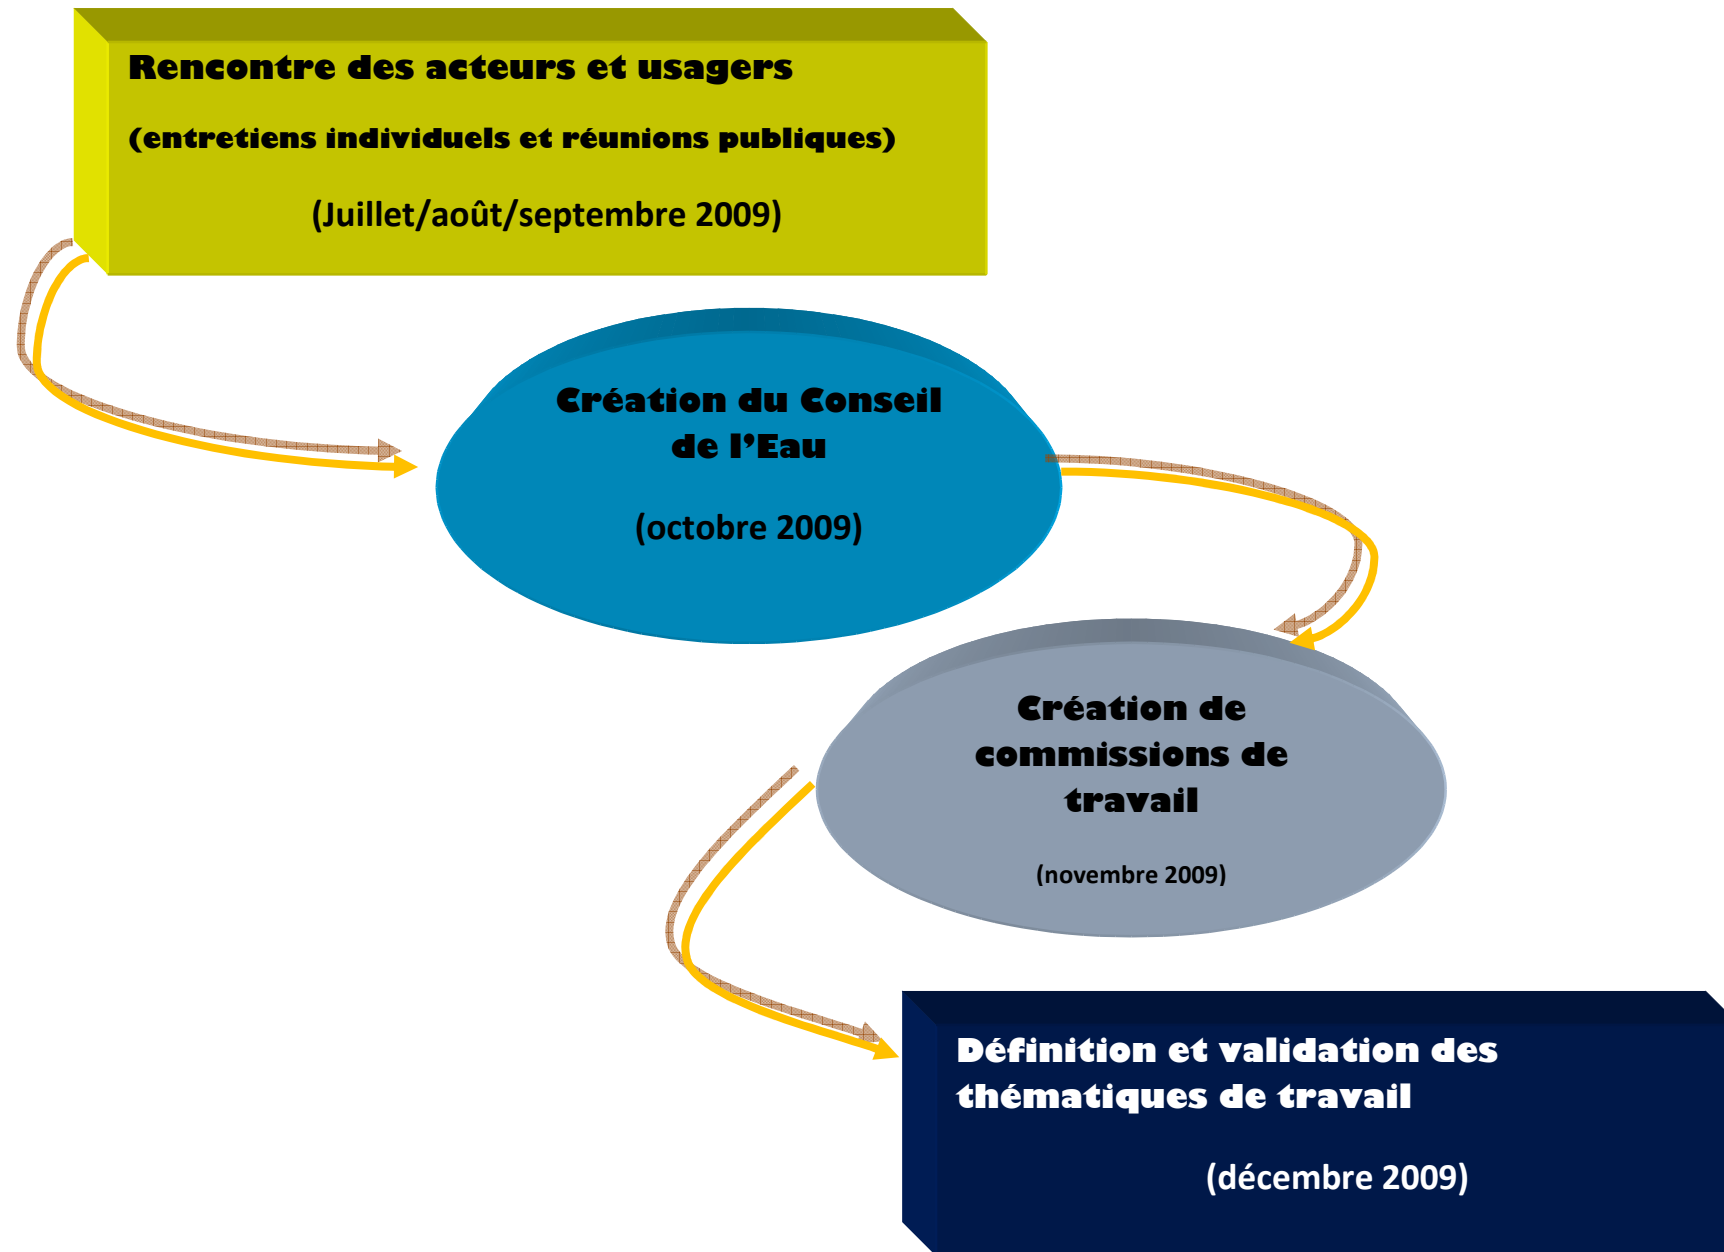 Rencontre des acteurs et usagers
(entretiens individuels et réunions publiques)
(Juillet/août/septembre 2009)
Création du Conseil
de l’Eau
(octobre 2009)
Création de
commissions de
travail
(novembre 2009)
Définition et validation des
thématiques de travail
(décembre 2009)